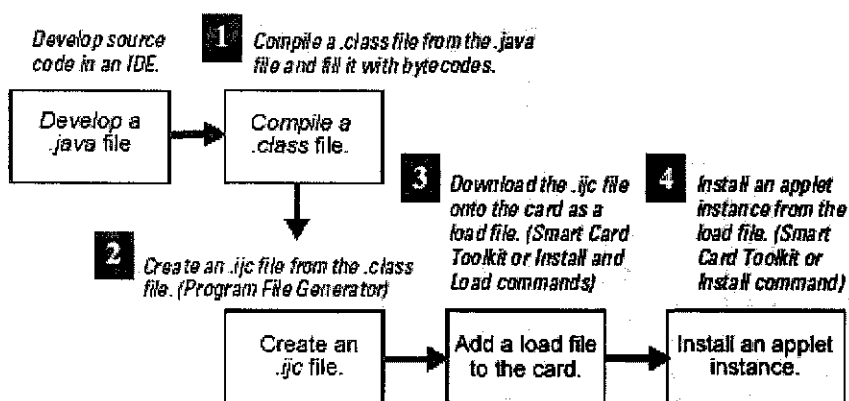 Develop source
code in an IDE.
1
Compile a .class file from the .java
file and fill it with bytecodes.
Develop a
.java file
Compile a
.class file.
2
Create an .ijc file from the .class
file. (Program File Generator)
3
Download the .ijc file
onto the card as a
load file. (Smart Card
Toolkit or Install and
Load commands)
4
Install an applet
instance from the
load file. (Smart
Card Toolkit or
Install command)
Create an
.ijc file.
Add a load file
to the card.
Install an applet
instance.